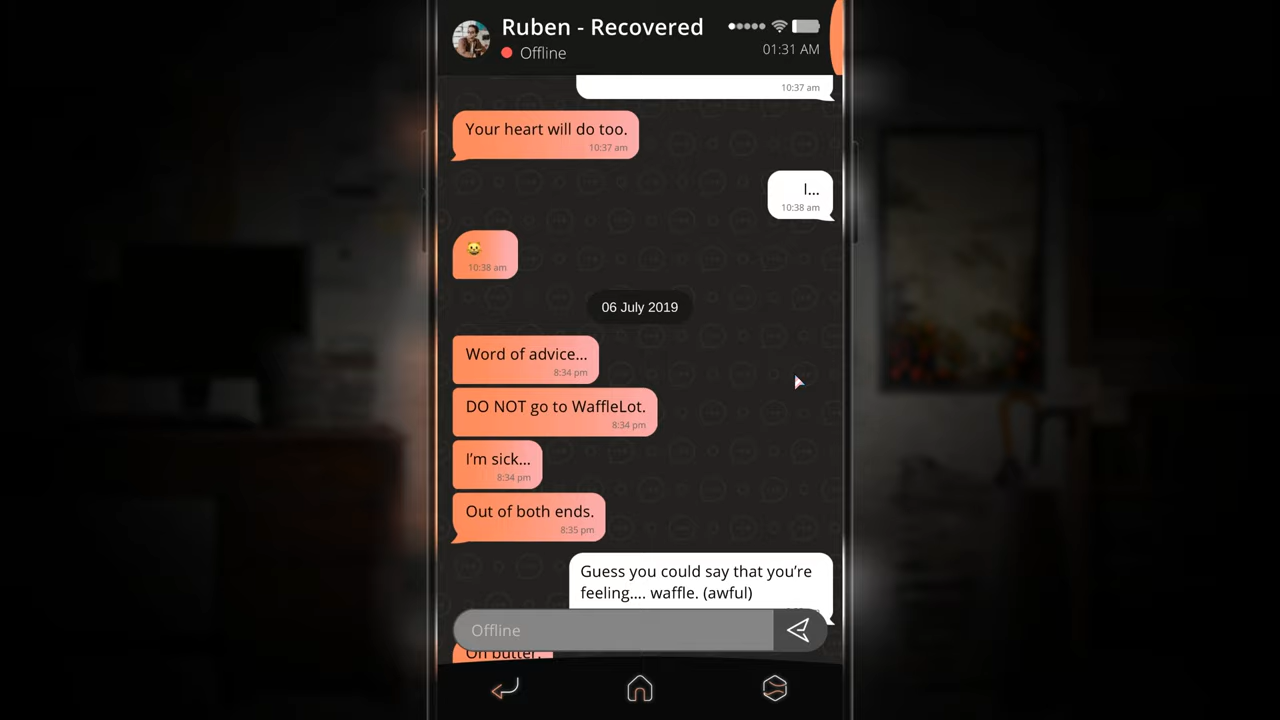 Ruben - Recovered
Offline
01:31 AM
10:37 am
Your heart will do too.
10:37 am
I...
10:38 am
10:38 am
06 July 2019
Word of advice...
8:34 pm
DO NOT go to WaffleLot.
8:34 pm
I'm sick...
8:34 pm
Out of both ends.
8:35 pm
Guess you could say that you're
feeling.... waffle. (awful)
Offline
Oh butter.